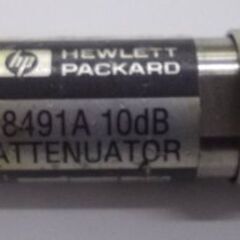 hp HEWLETT
PACKARD
8491A 10dB
ATTENUATOR